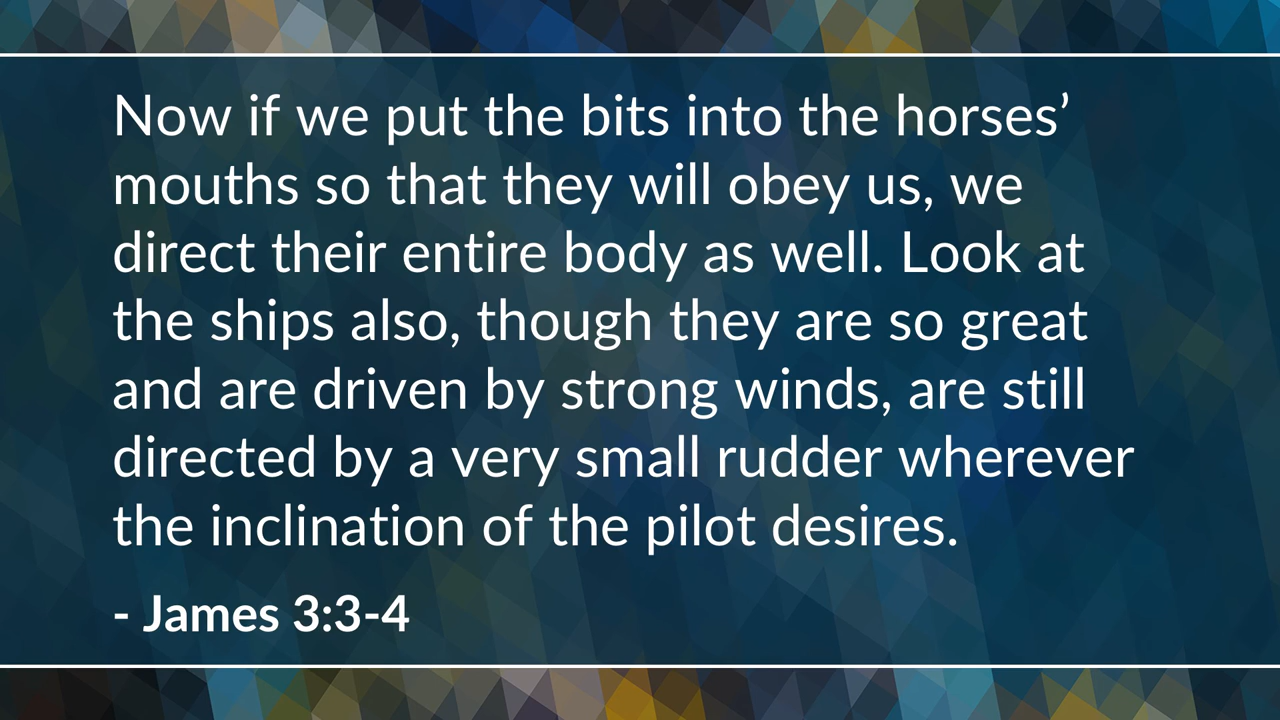 Now if we put the bits into the horses’
mouths so that they will obey us, we
direct their entire body as well. Look at
the ships also, though they are so great
and are driven by strong winds, are still
directed by a very small rudder wherever
the inclination of the pilot desires.
- James 3:3-4